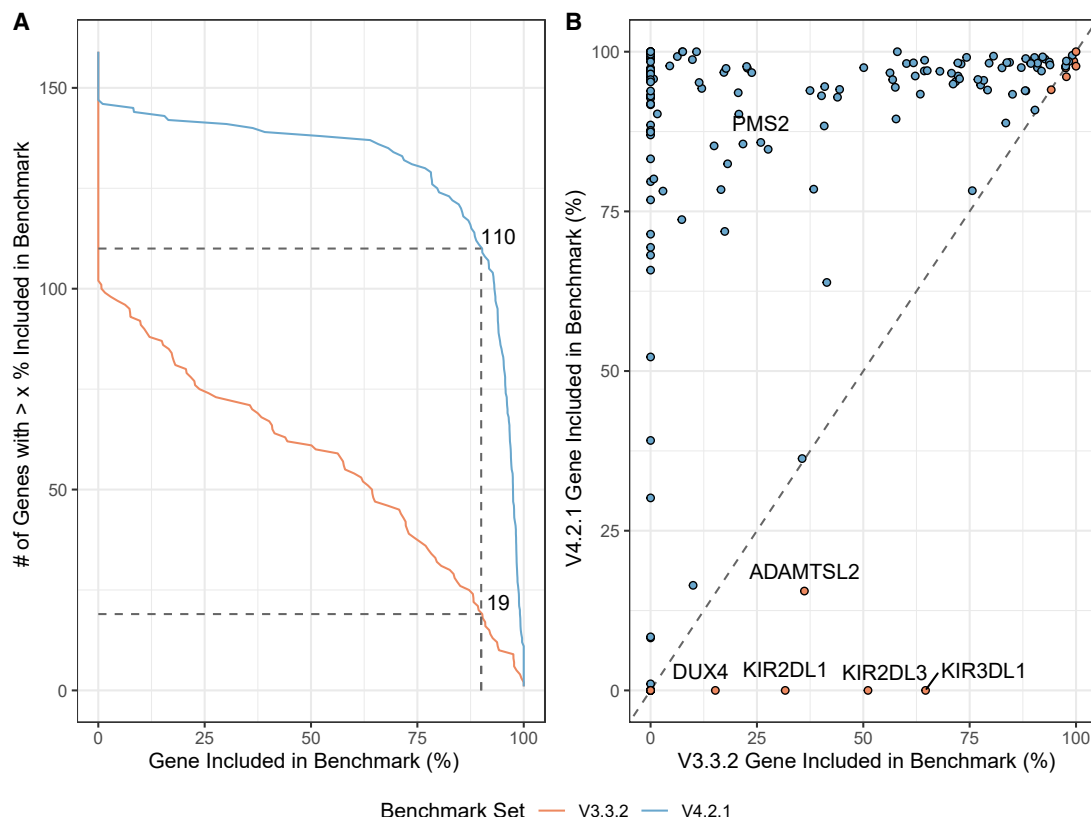 A
# of Genes with > x % Included in Benchmark
150
100
50
0
110
19
0 25 50 75 100
Gene Included in Benchmark (%)
B
V4.2.1 Gene Included in Benchmark (%)
100
75
50
25
0
PMS2
ADAMTSL2
DUX4 KIR2DL1 KIR2DL3 KIR3DL1
0 25 50 75 100
V3.3.2 Gene Included in Benchmark (%)
Benchmark Set V3.3.2 V4.2.1